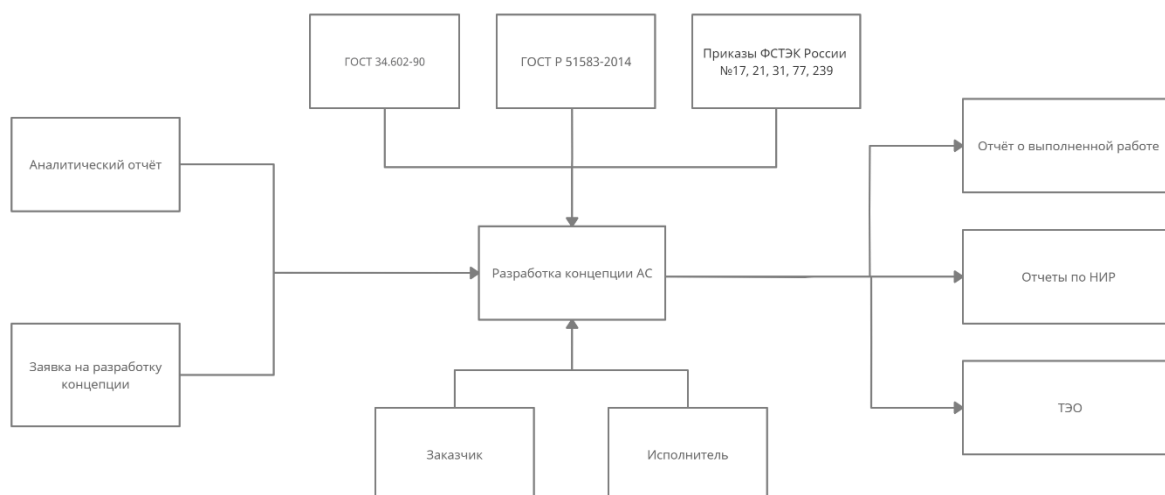 ГОСТ 34.602-90
ГОСТ Р 51583-2014
Приказы ФСТЭК России
№17, 21, 31, 77, 239
Аналитический отчёт
Отчёт о выполненной работе
Разработка концепции АС
Отчеты по НИР
Заявка на разработку
концепции
ТЭО
Заказчик
Исполнитель